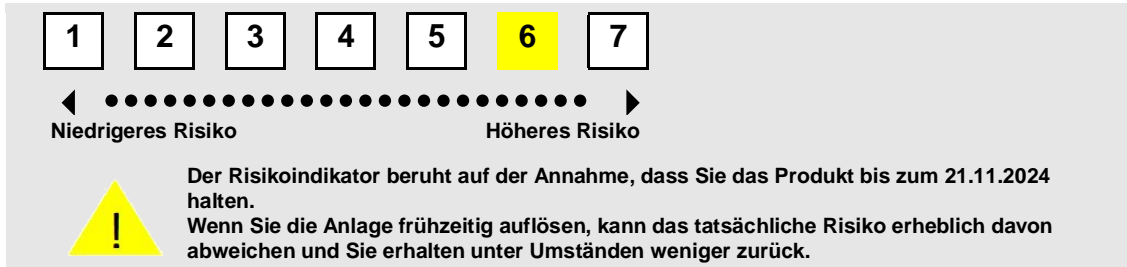 1 2 3 4 5 6 7
Niedrigeres Risiko Höheres Risiko
Der Risikoindikator beruht auf der Annahme, dass Sie das Produkt bis zum 21.11.2024
halten.
Wenn Sie die Anlage frühzeitig auflösen, kann das tatsächliche Risiko erheblich davon
abweichen und Sie erhalten unter Umständen weniger zurück.
!